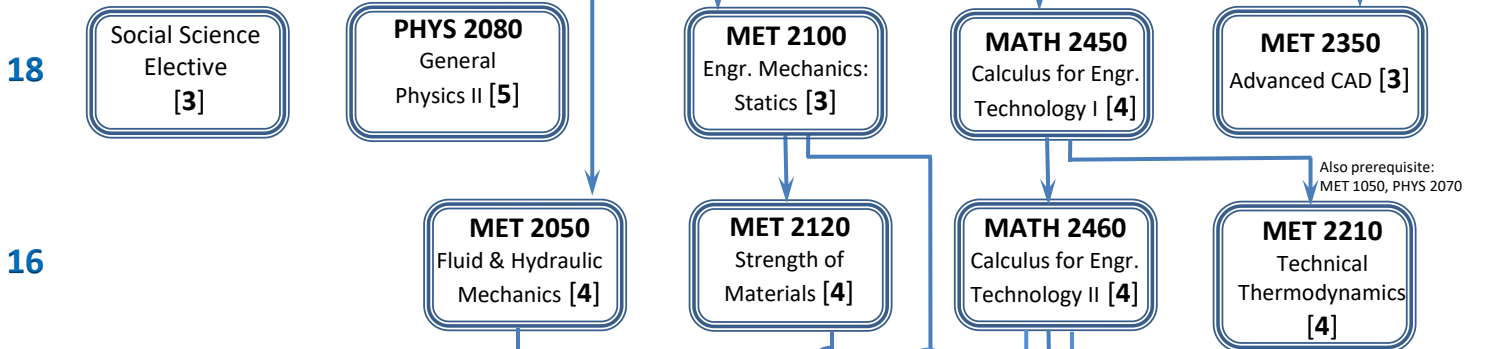 18
Social Science
Elective
[3]
PHYS 2080
General
Physics II [5]
MET 2100
Engr. Mechanics:
Statics [3]
MATH 2450
Calculus for Engr.
Technology I [4]
MET 2350
Advanced CAD [3]
Also prerequisite:
MET 1050, PHYS 2070
16
MET 2050
Fluid & Hydraulic
Mechanics [4]
MET 2120
Strength of
Materials [4]
MATH 2460
Calculus for Engr.
Technology II [4]
MET 2210
Technical
Thermodynamics
[4]